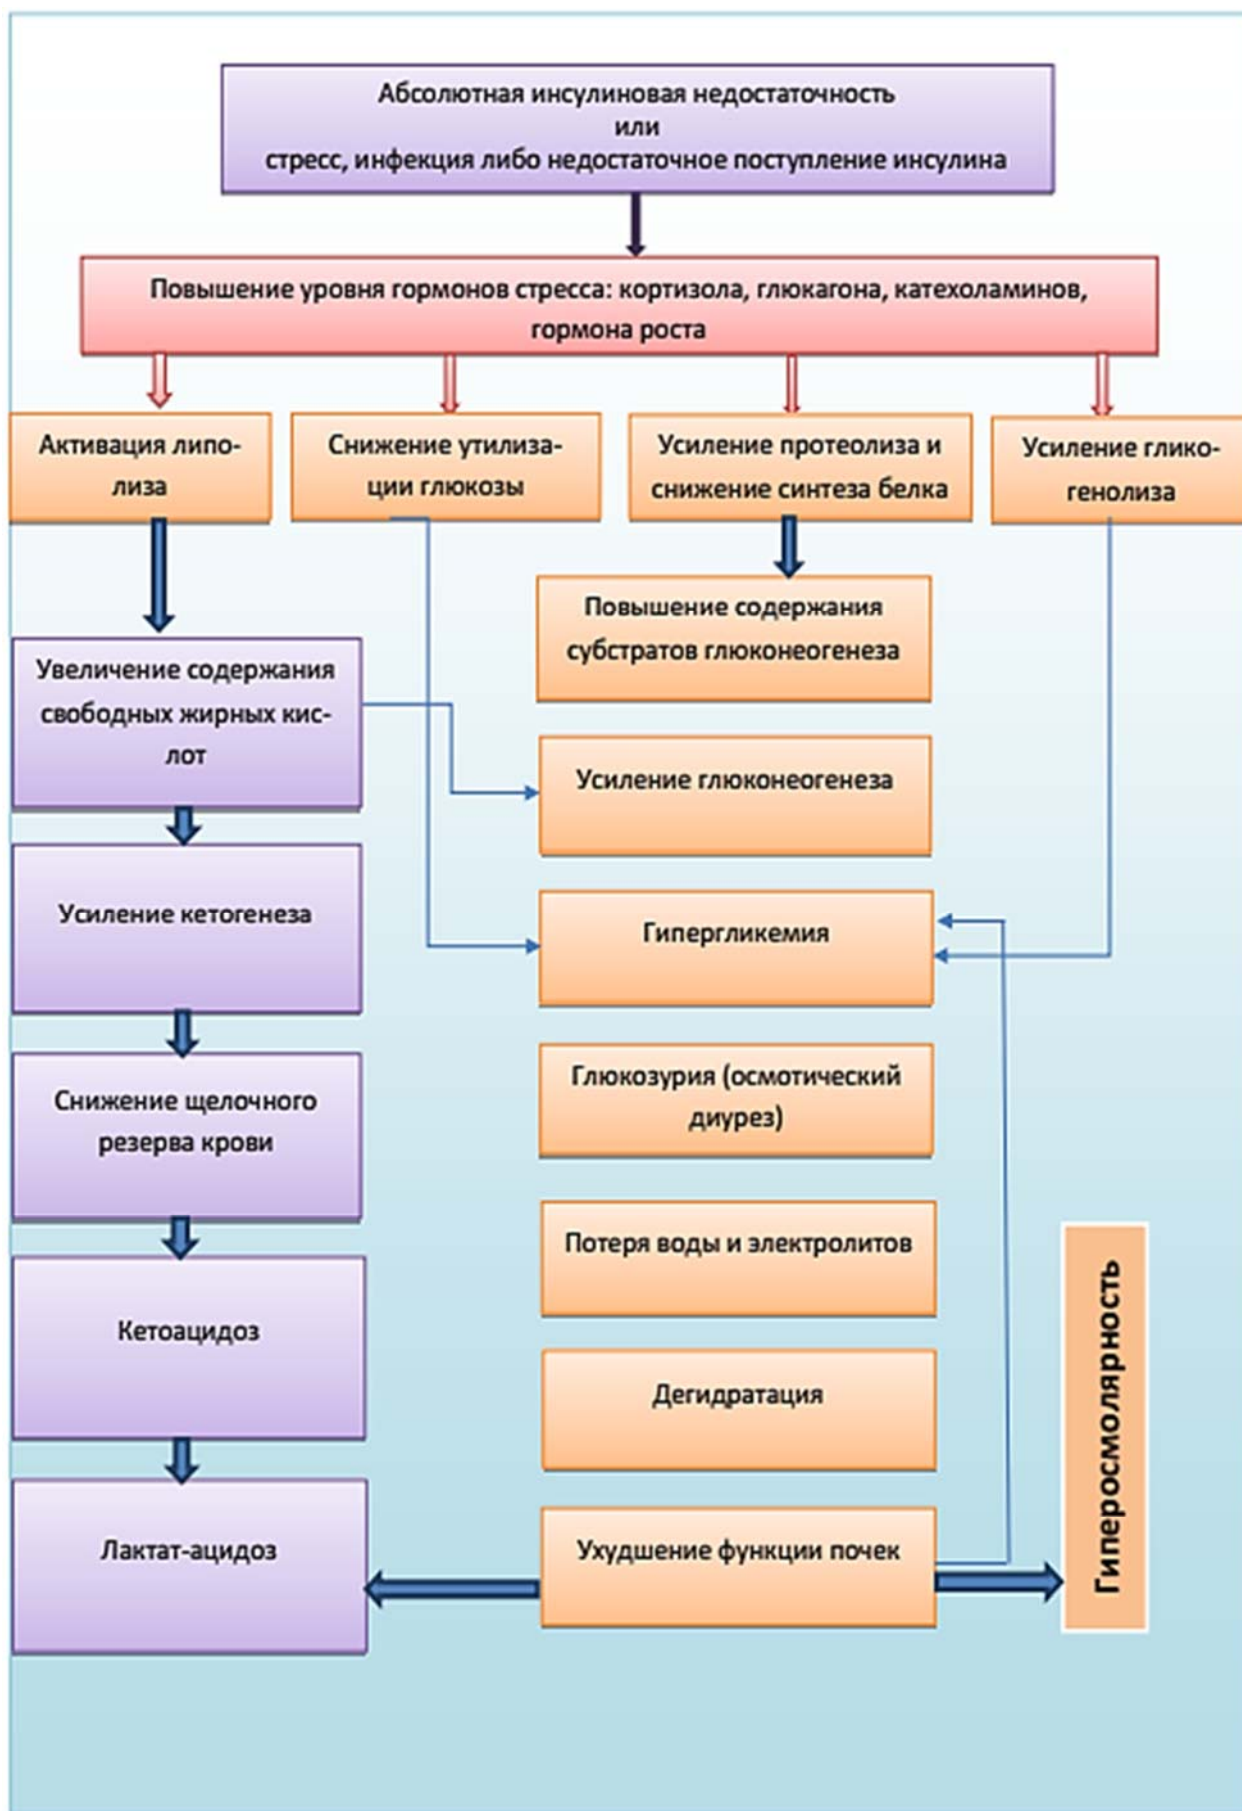 Абсолютная инсулиновая недостаточность
или
стресс, инфекция либо недостаточное поступление инсулина
Повышение уровня гормонов стресса: кортизола, глюкагона, катехоламинов,
гормона роста
Активация липо-
лиза
Снижение утилиза-
ции глюкозы
Усиление протеолиза и
снижение синтеза белка
Усиление глико-
генолиза
Повышение содержания
субстратов глюконеогенеза
Увеличение содержания
свободных жирных кис-
лот
Усиление глюконеогенеза
Усиление кетогенеза
Гипергликемия
Снижение щелочного
резерва крови
Глюкозурия (осмотический
диурез)
Потеря воды и электролитов
Кетоацидоз
Дегидратация
Гиперосмолярность
Лактат-ацидоз
Ухудшение функции почек